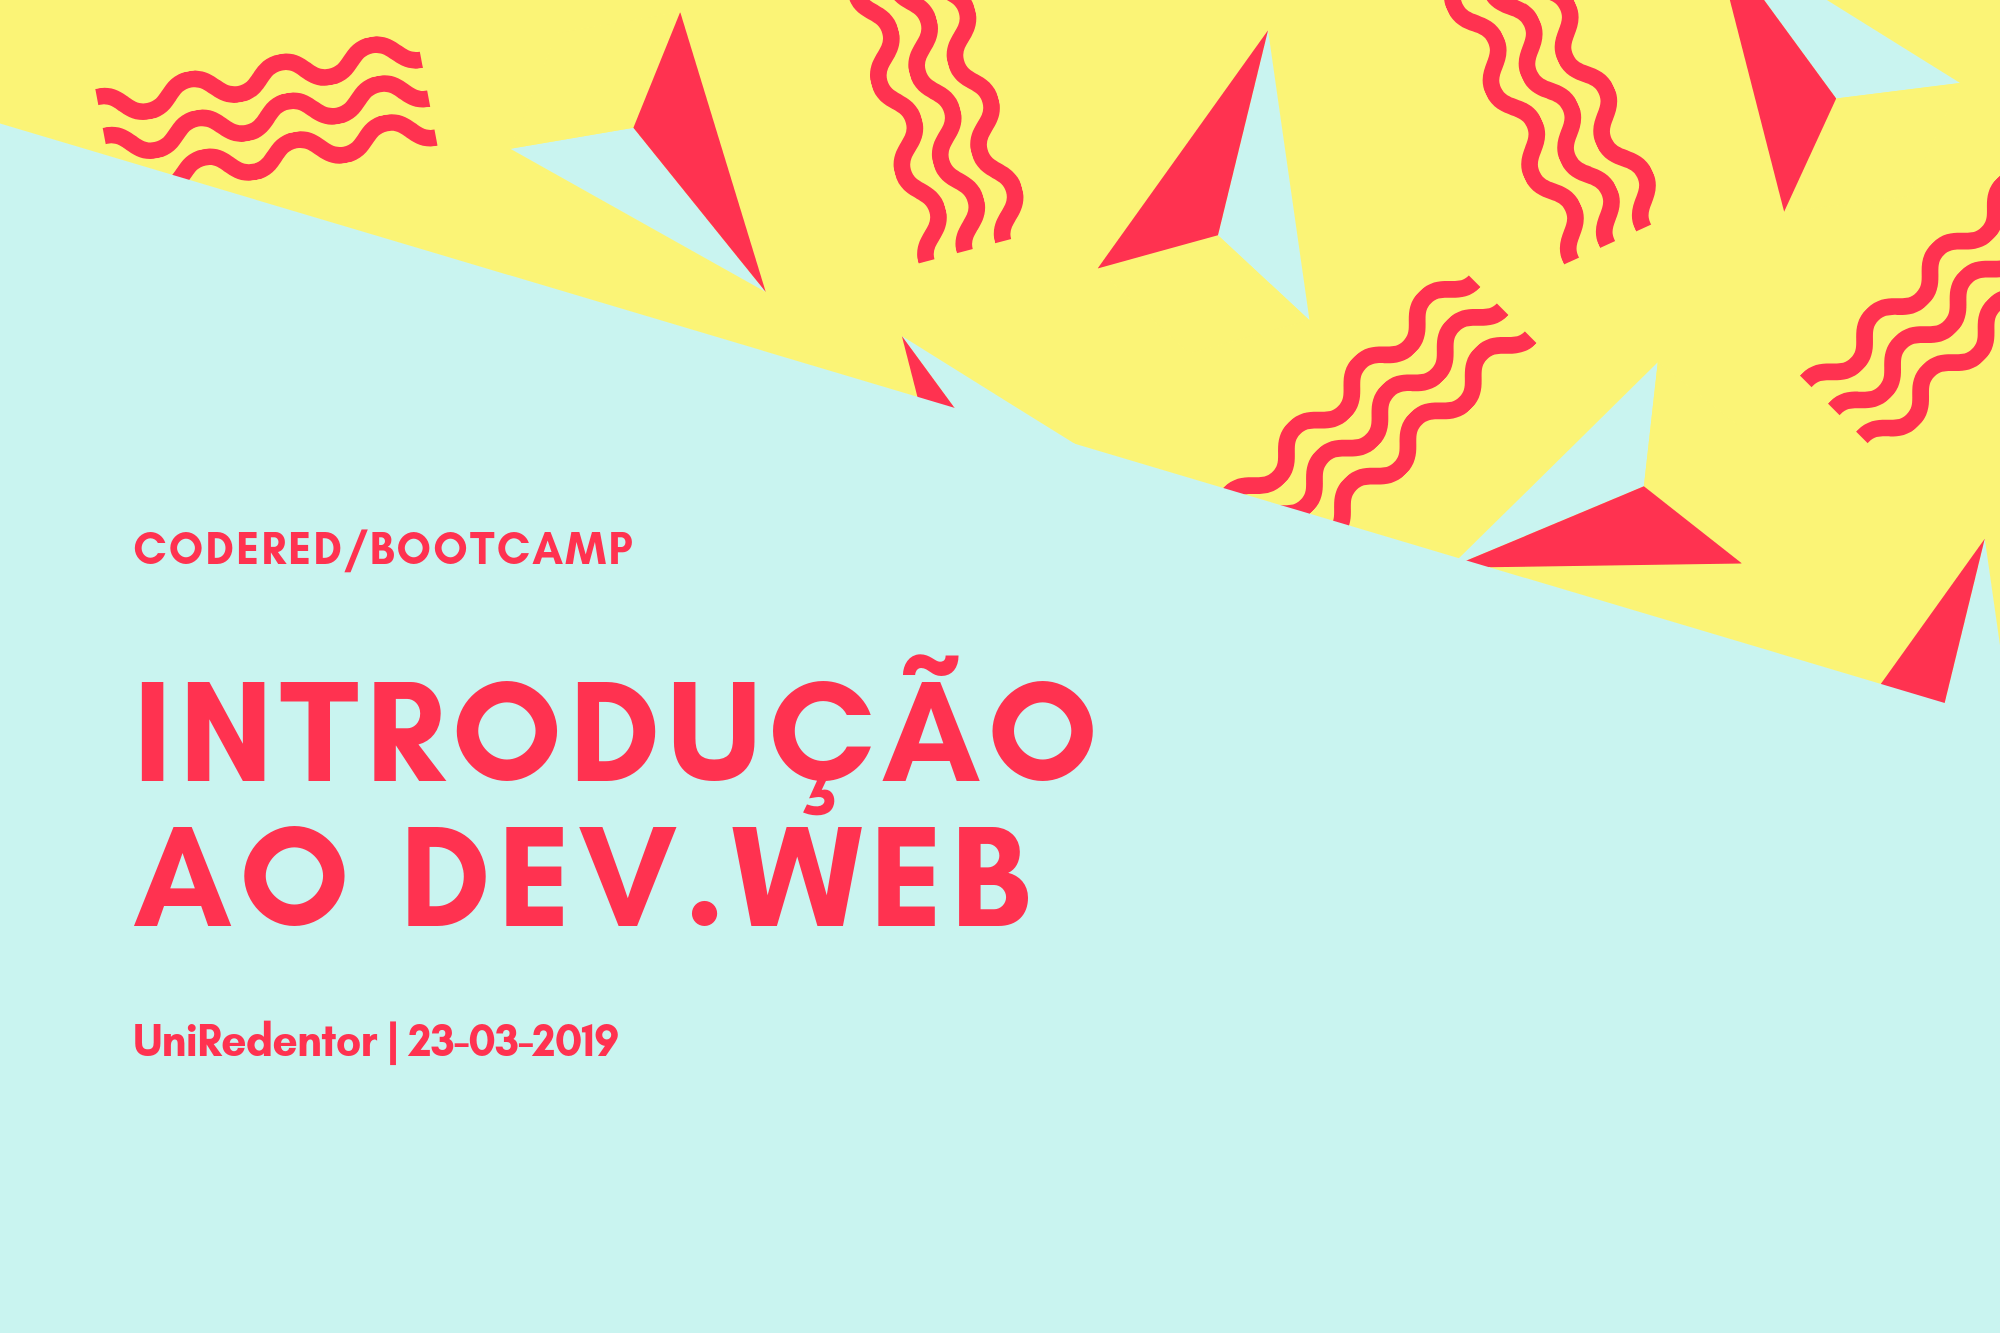 CODERED/BOOTCAMP
INTRODUÇÃO
AO DEV.WEB
UniRedentor | 23-03-2019